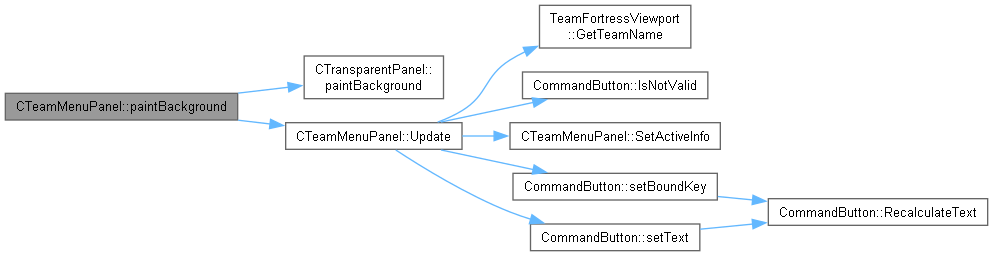 CTeamMenuPanel::paintBackground
CTransparentPanel::
paintBackground
CTeamMenuPanel::Update
TeamFortressViewport
::GetTeamName
CommandButton::IsNotValid
CTeamMenuPanel::SetActiveInfo
CommandButton::setBoundKey
CommandButton::setText
CommandButton::RecalculateText